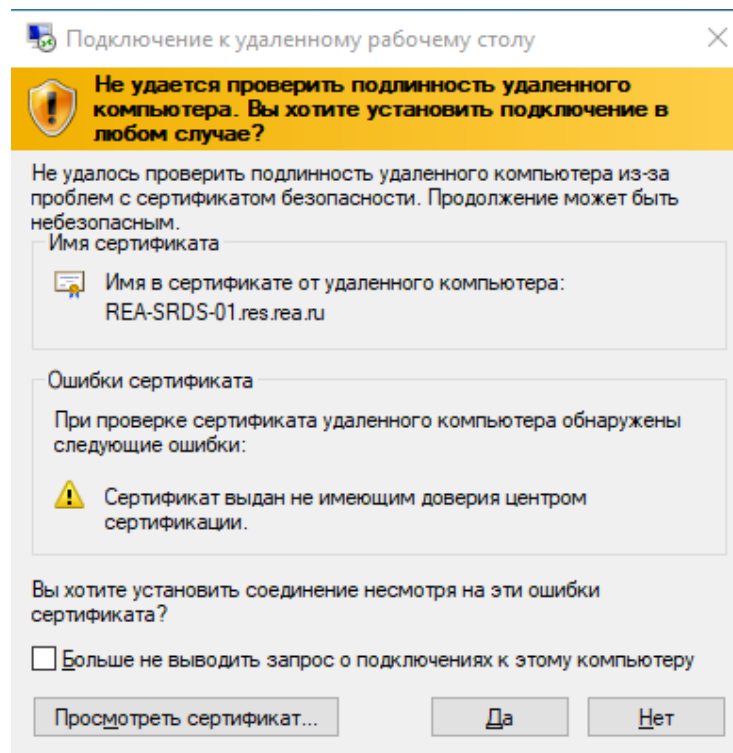 Подключение к удаленному рабочему столу
Не удается проверить подлинность удаленного
компьютера. Вы хотите установить подключение в
любом случае?
Не удалось проверить подлинность удаленного компьютера из-за
проблем с сертификатом безопасности. Продолжение может быть
небезопасным.
Имя сертификата
Имя в сертификате от удаленного компьютера:
REA-SRDS-01.res.rea.ru
Ошибки сертификата
При проверке сертификата удаленного компьютера обнаружены
следующие ошибки:
Сертификат выдан не имеющим доверия центром
сертификации.
Вы хотите установить соединение несмотря на эти ошибки
сертификата?
Больше не выводить запрос о подключениях к этому компьютеру
Просмотреть сертификат... Да Нет